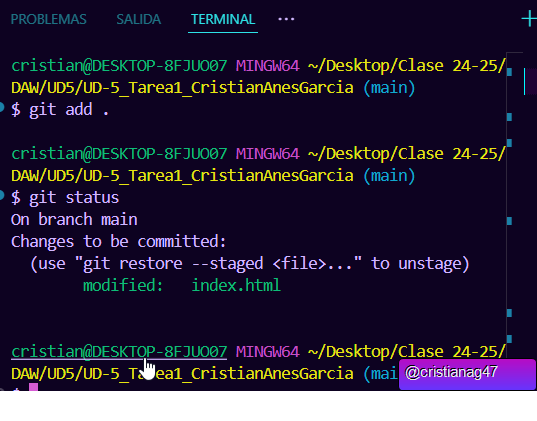 PROBLEMAS SALIDA TERMINAL ··· +
cristian@DESKTOP-8FJUO07 MINGW64 ~/Desktop/Clase 24-25/
DAW/UD5/UD-5_Tarea1_CristianAnesGarcia (main)
$ git add .
cristian@DESKTOP-8FJUO07 MINGW64 ~/Desktop/Clase 24-25/
DAW/UD5/UD-5_Tarea1_CristianAnesGarcia (main)
$ git status
On branch main
Changes to be committed:
(use "git restore --staged <file>..." to unstage)
modified: index.html
cristian@DESKTOP-8FJUO07 MINGW64 ~/Desktop/Clase 24-25/
DAW/UD5/UD-5_Tarea1_CristianAnesGarcia (mai
@cristianag47
$